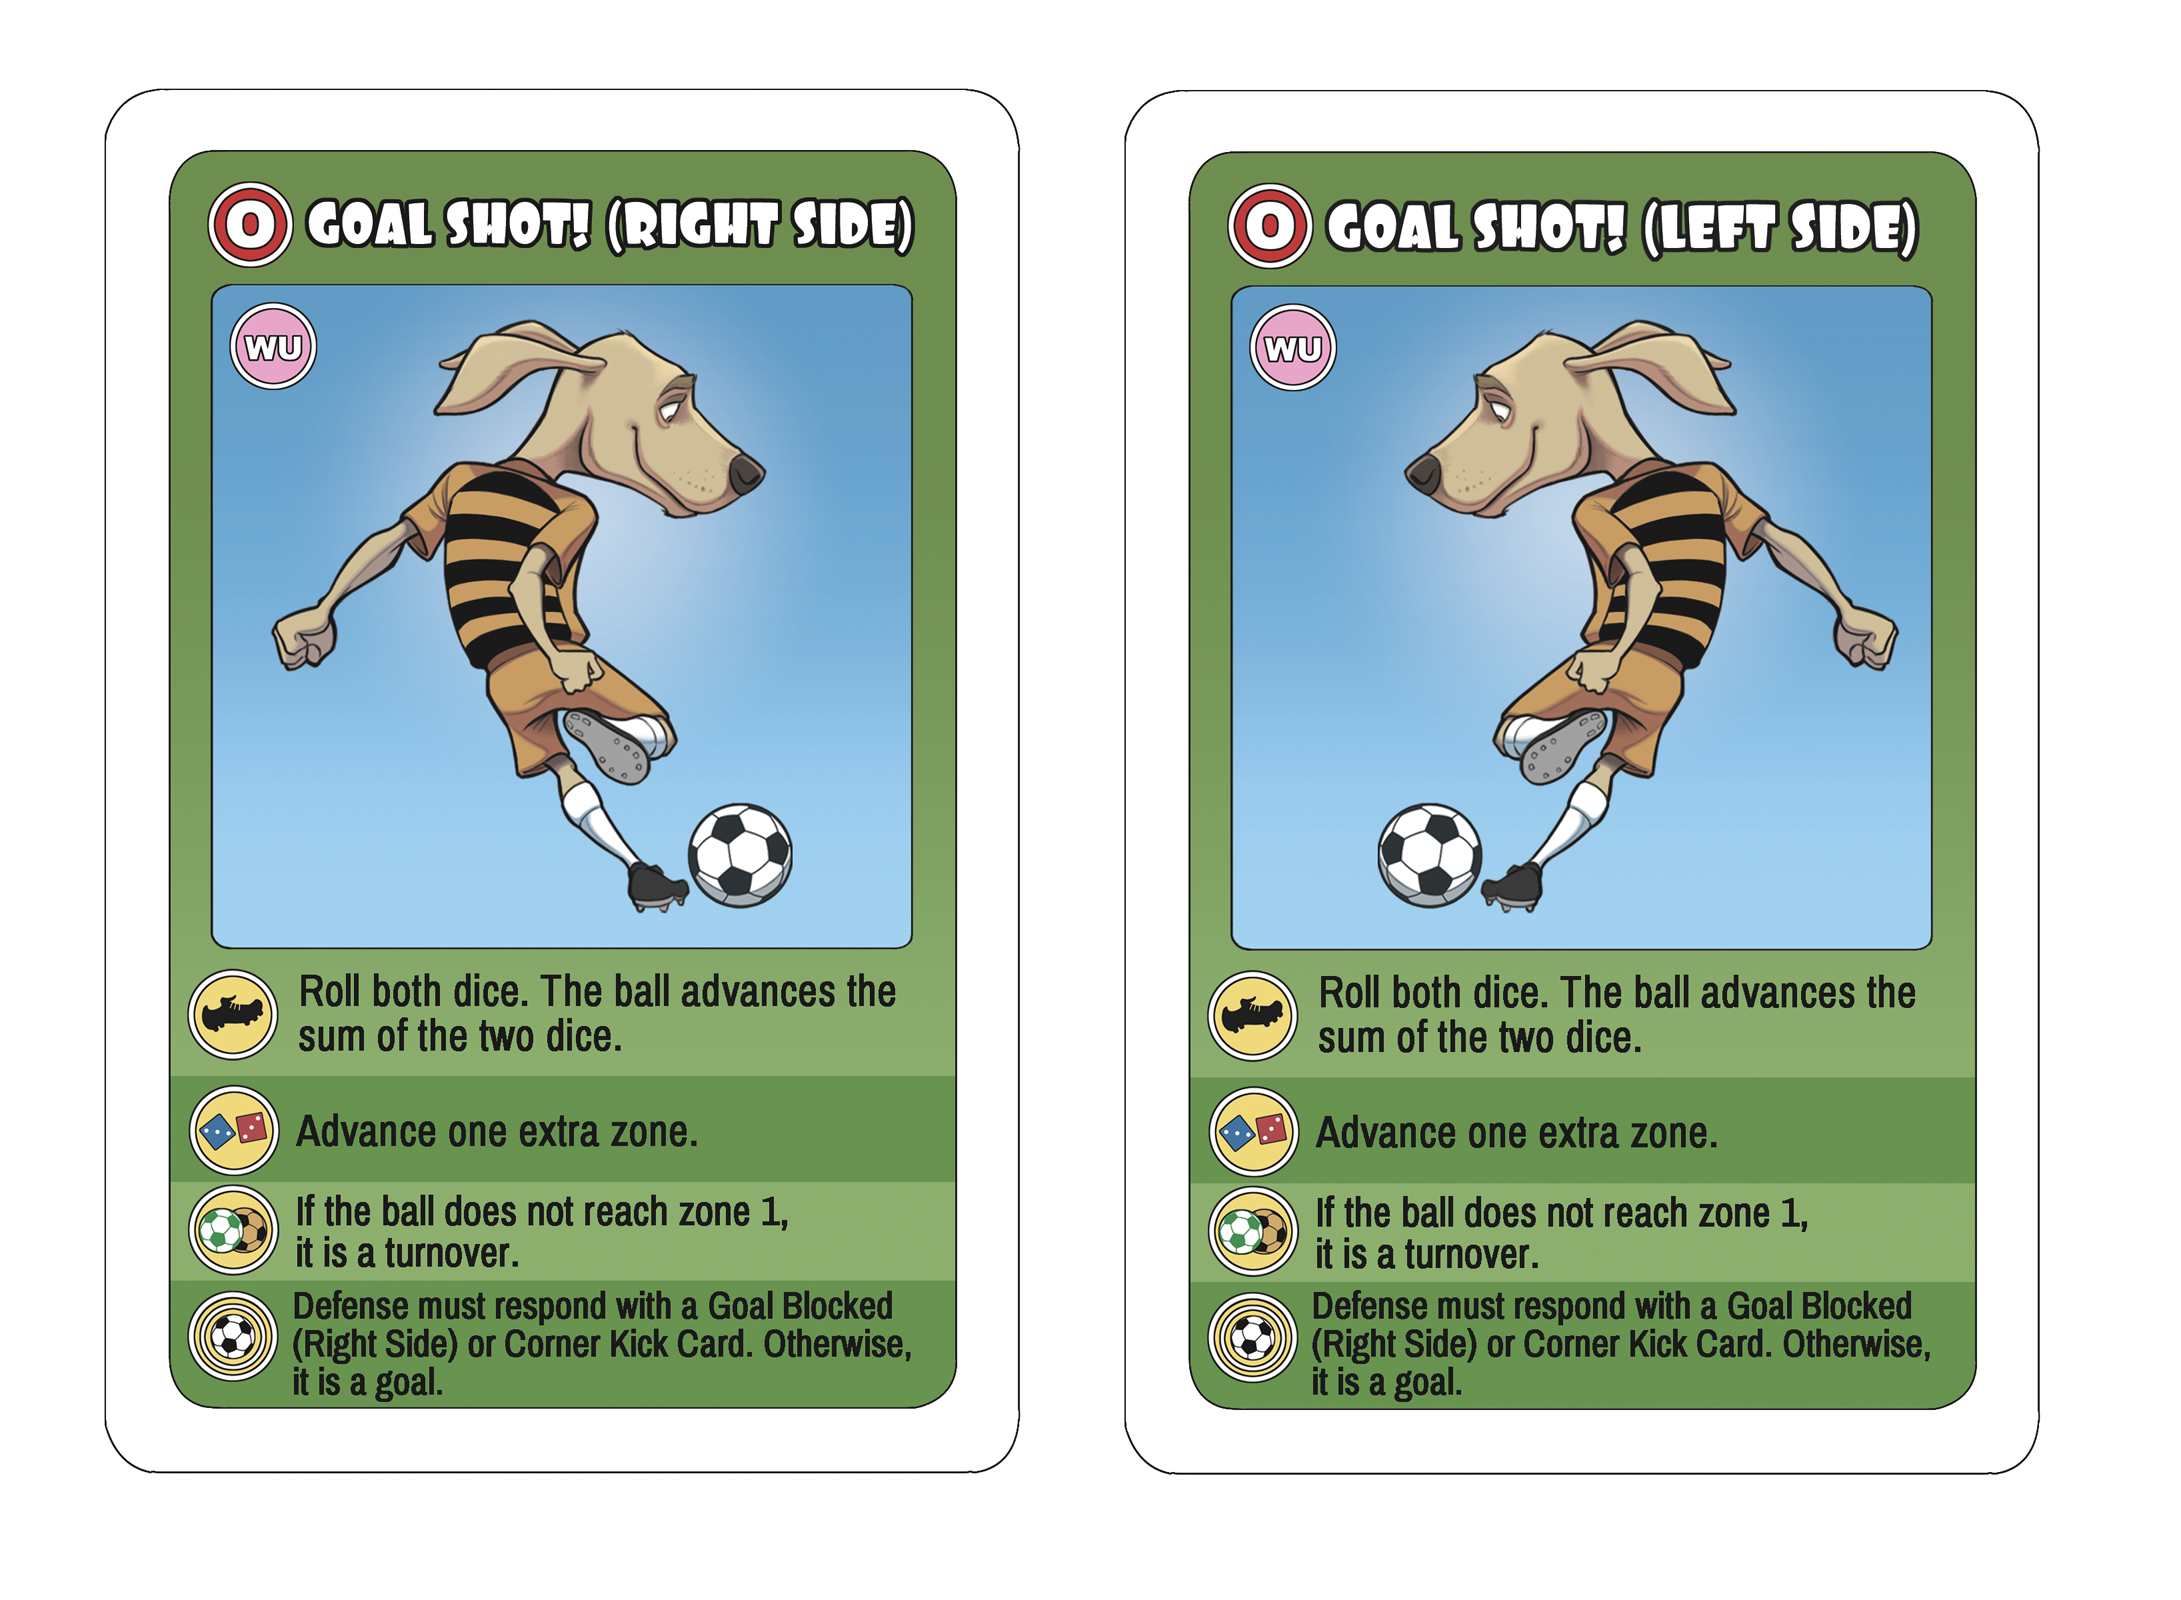 O GOAL SHOT! (RIGHT SIDE)
WU
Roll both dice. The ball advances the
sum of the two dice.
Advance one extra zone.
If the ball does not reach zone 1,
it is a turnover.
Defense must respond with a Goal Blocked
(Right Side) or Corner Kick Card. Otherwise,
it is a goal.
O GOAL SHOT! (LEFT SIDE)
WU
Roll both dice. The ball advances the
sum of the two dice.
Advance one extra zone.
If the ball does not reach zone 1,
it is a turnover.
Defense must respond with a Goal Blocked
(Right Side) or Corner Kick Card. Otherwise,
it is a goal.